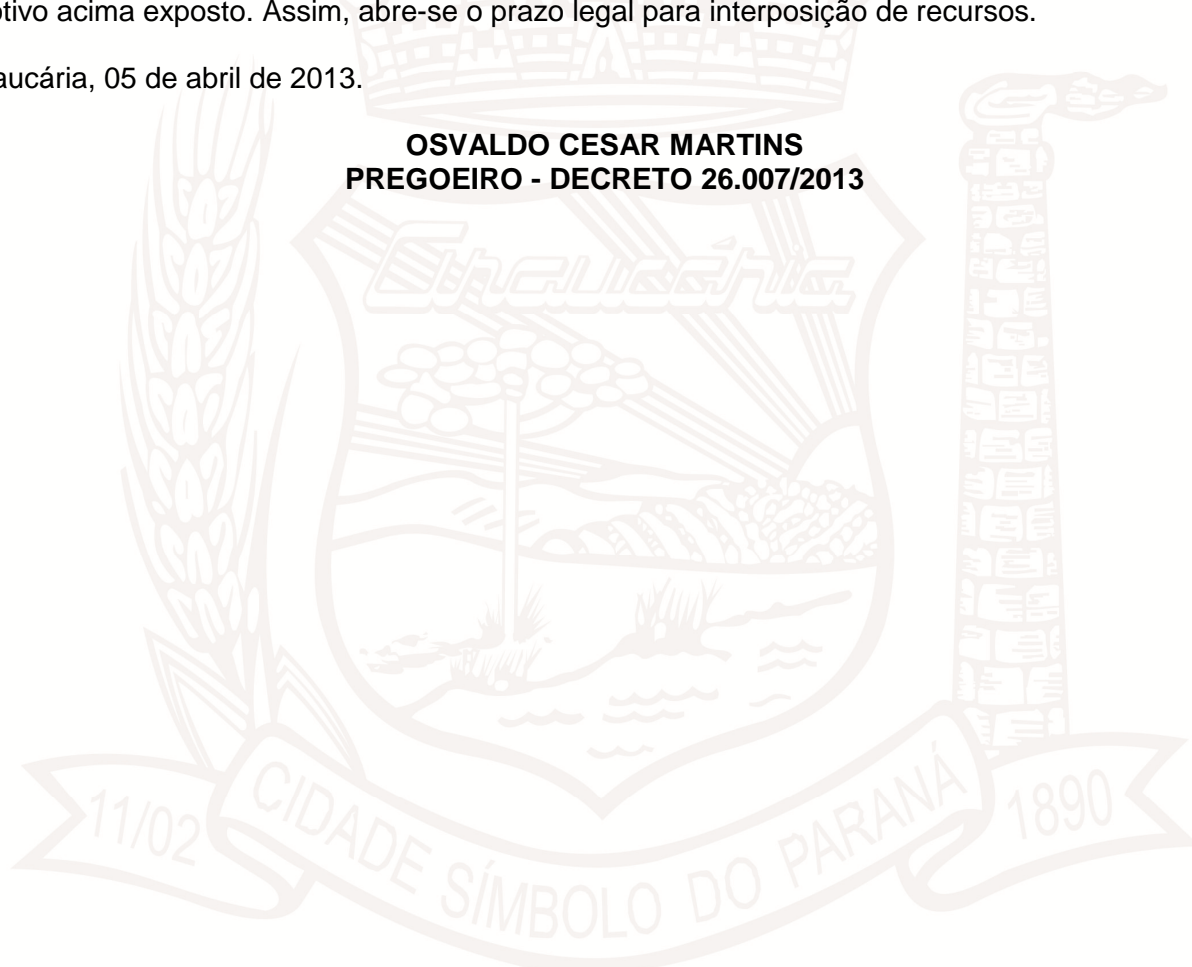 otivo acima exposto. Assim, abre-se o prazo legal para interposição de recursos.
aucária, 05 de abril de 2013.
OSVALDO CESAR MARTINS
PREGOEIRO - DECRETO 26.007/2013
Araucária
11/02
CIDADE SÍMBOLO DO PARANÁ
1890